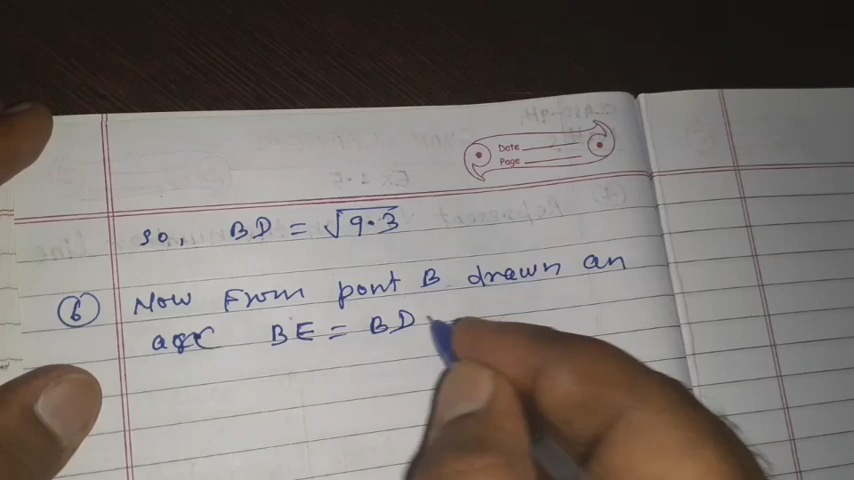 Date
Page
so, BD = √9.3
6 Now From pont B drawn an
arc BE = BD